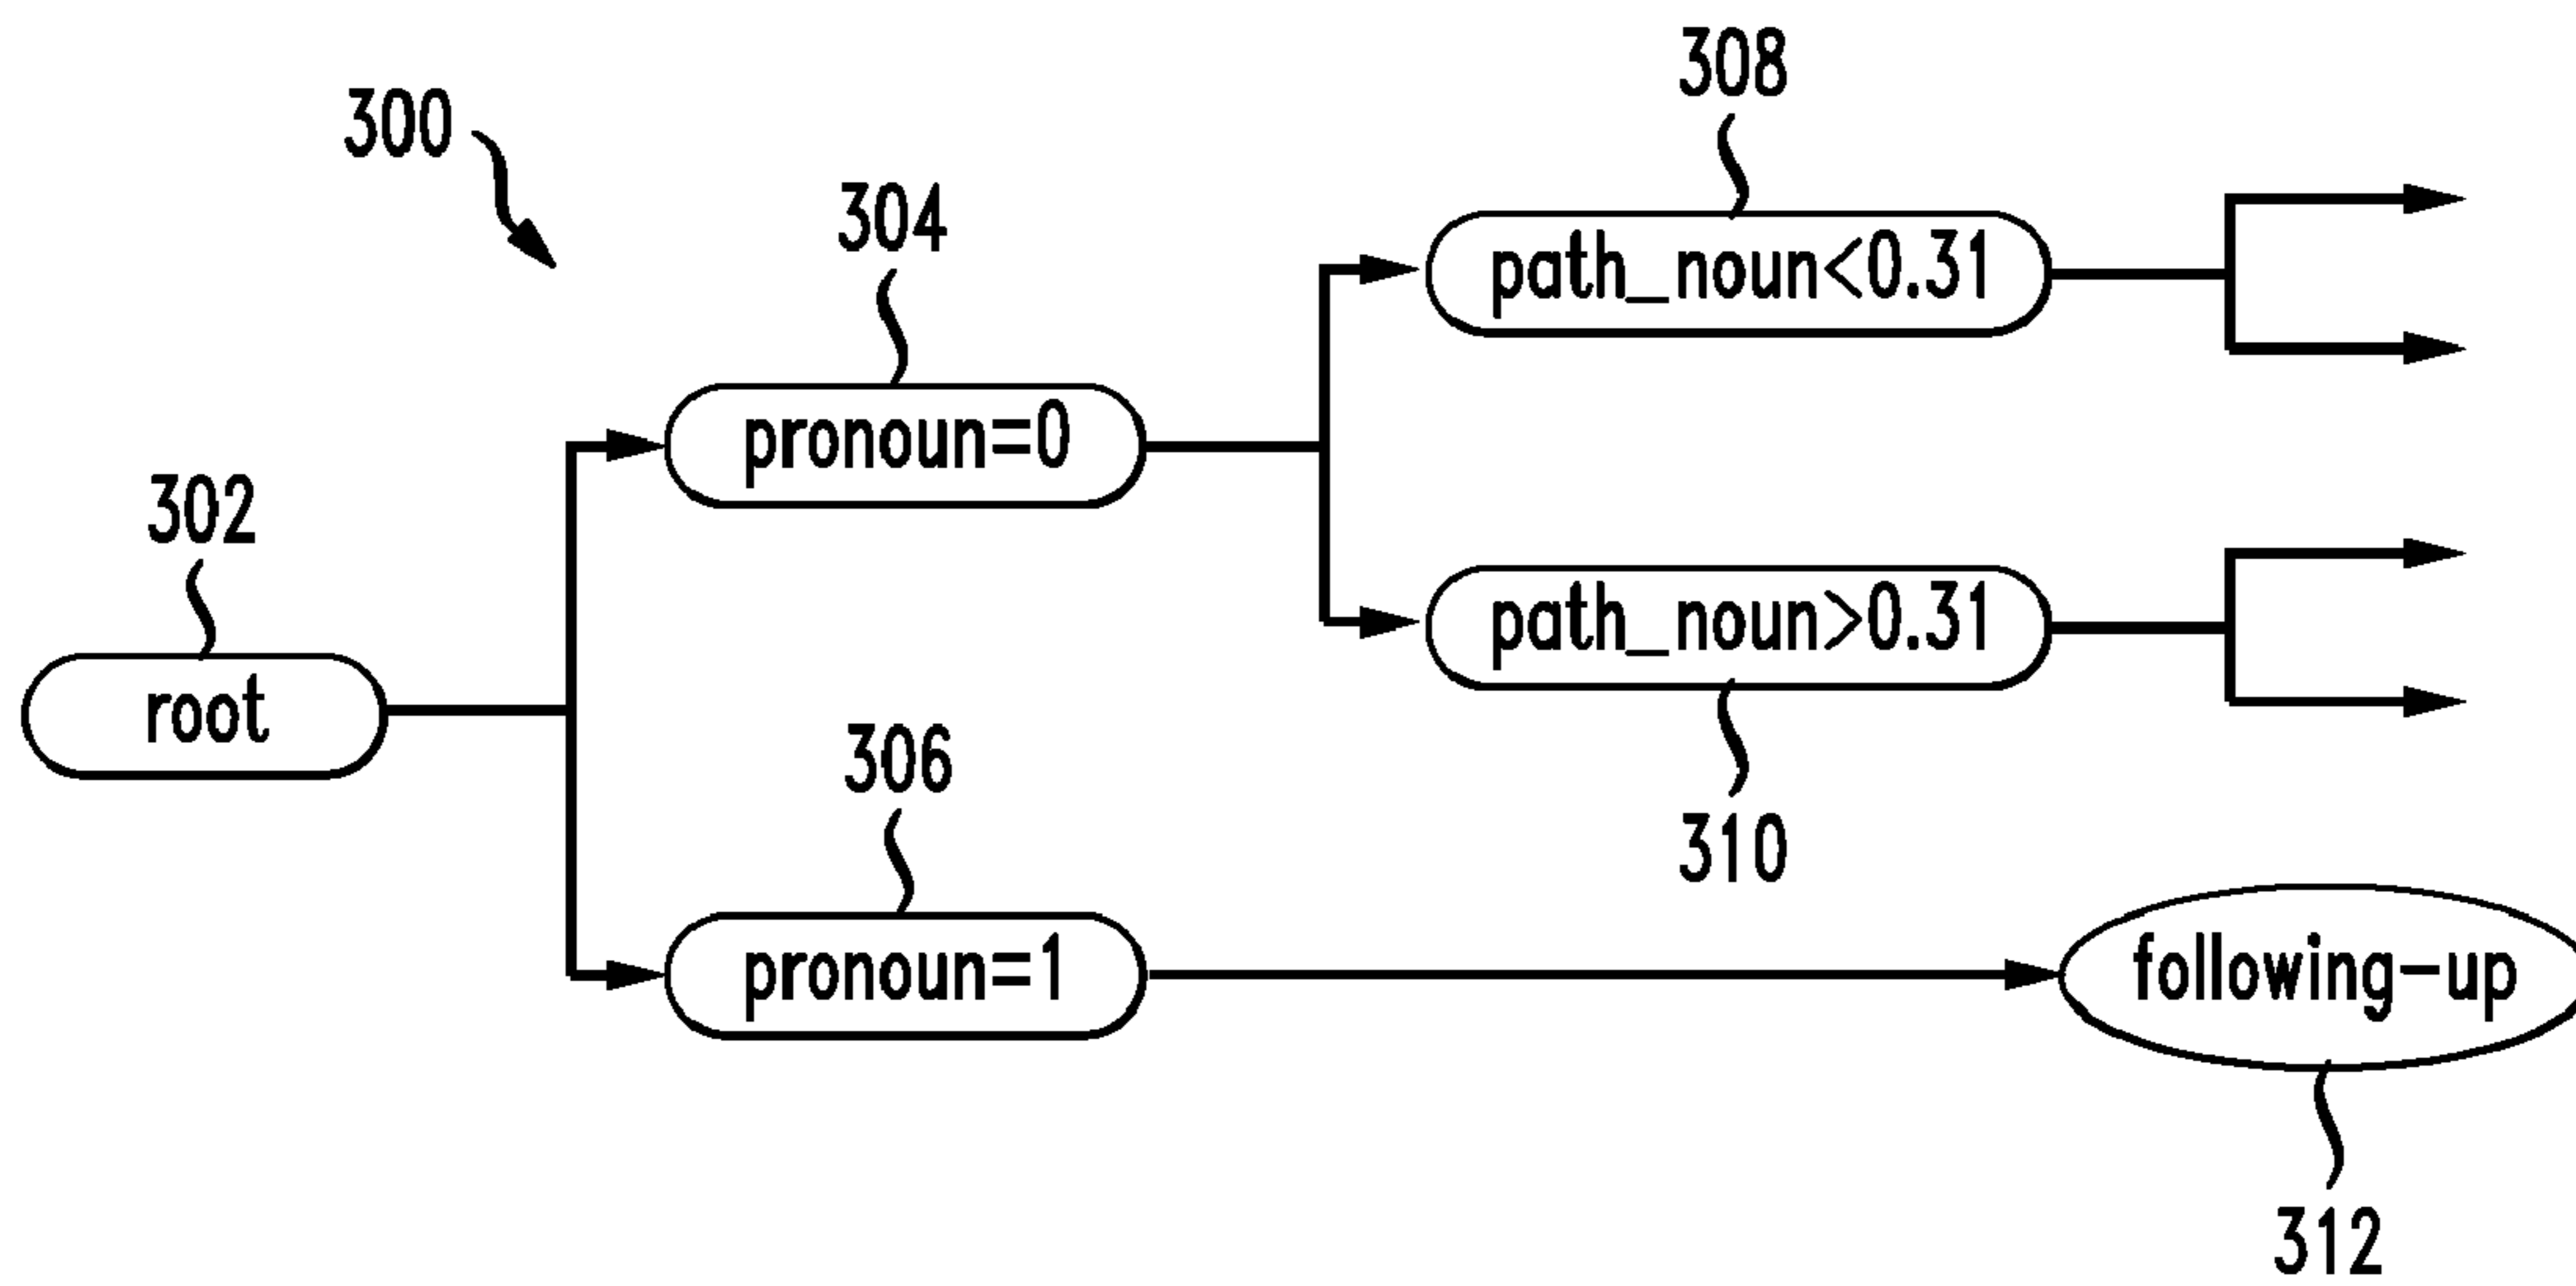 308
300
304
path_noun<0.31
pronoun=0
302
path_noun>0.31
root
306
310
pronoun=1
following-up
312